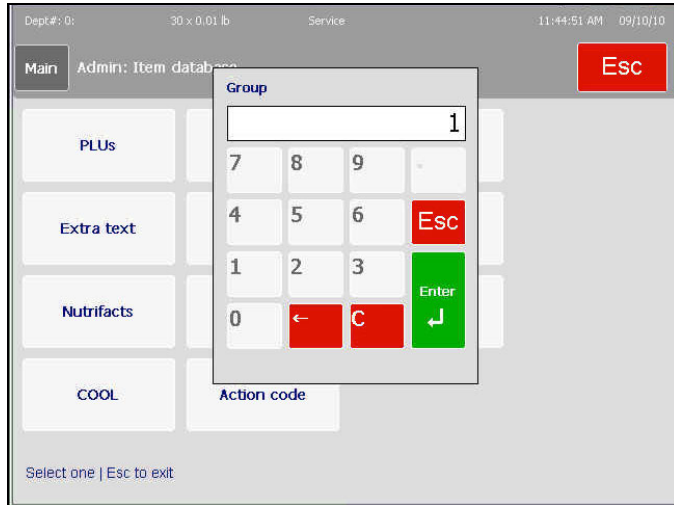 Dept#: 0: 30 x 0.01 lb Service 11:44:51 AM 09/10/10
Main Admin: Item database Esc
Group
1
PLUs
7 8 9 .
Extra text
4 5 6 Esc
1 2 3 Enter
Nutrifacts
0 ← C ↵
COOL Action code
Select one | Esc to exit